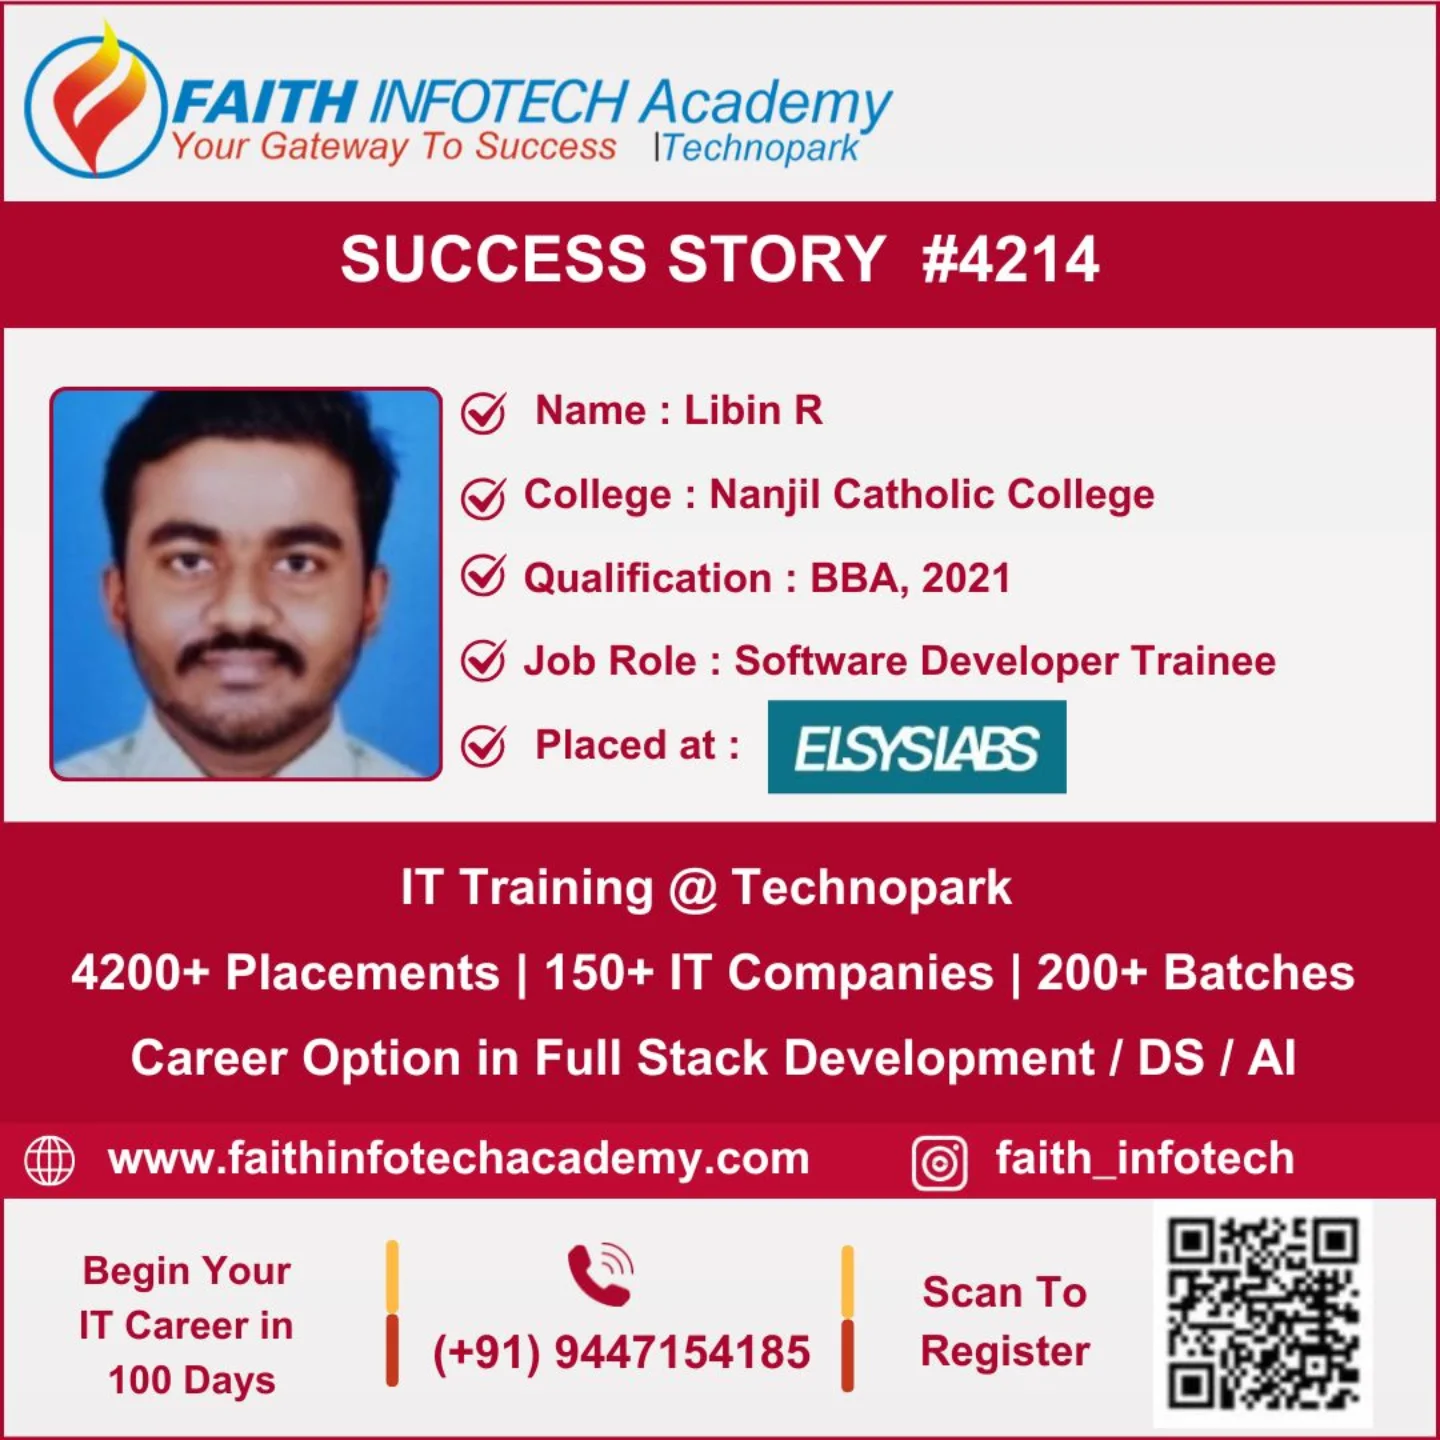 FAITH INFOTECH Academy
Your Gateway To Success |Technopark
SUCCESS STORY #4214
Name : Libin R
College : Nanjil Catholic College
Qualification : BBA, 2021
Job Role : Software Developer Trainee
Placed at : ELSYSLABS
IT Training @ Technopark
4200+ Placements | 150+ IT Companies | 200+ Batches
Career Option in Full Stack Development / DS / AI
www.faithinfotechacademy.com faith_infotech
Begin Your
IT Career in
100 Days
(+91) 9447154185
Scan To
Register